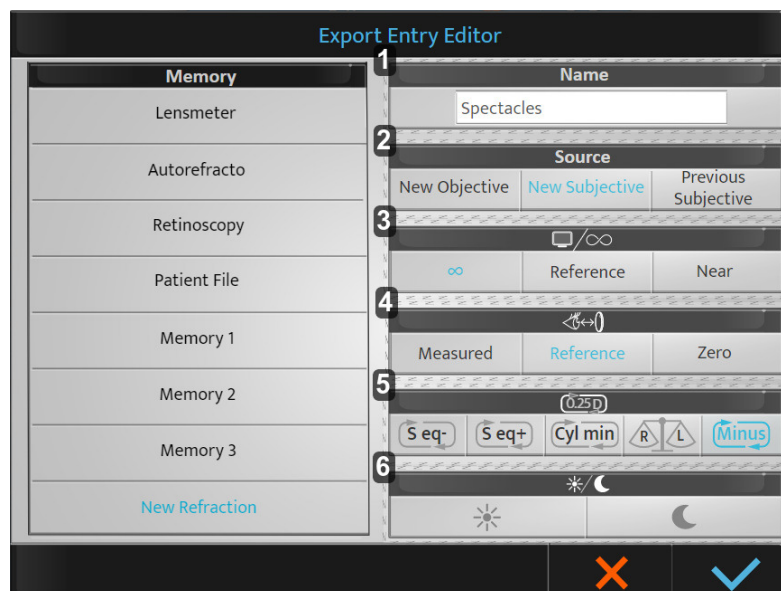 Export Entry Editor
Memory
Lensmeter
Autorefracto
Retinoscopy
Patient File
Memory 1
Memory 2
Memory 3
New Refraction
1
Name
Spectacles
2
Source
New Objective New Subjective Previous
Subjective
3
/∞
∞ Reference Near
4
Measured Reference Zero
5
0.25 D
S eq- S eq+ Cyl min R L Minus
6
/